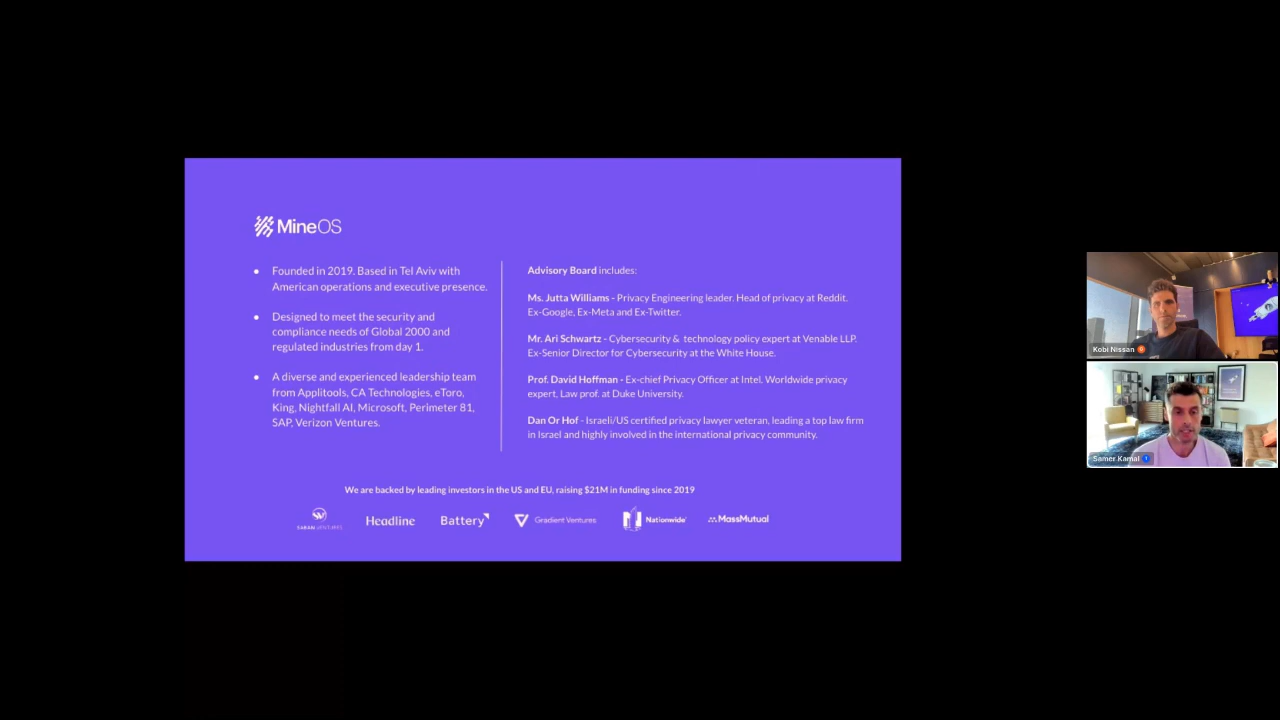 MineOS
Founded in 2019. Based in Tel Aviv with
American operations and executive presence.
Designed to meet the security and
compliance needs of Global 2000 and
regulated industries from day 1.
A diverse and experienced leadership team
from Applitools, CA Technologies, eToro,
King, Nightfall AI, Microsoft, Perimeter 81,
SAP, Verizon Ventures.
Advisory Board includes:
Ms. Jutta Williams - Privacy Engineering leader. Head of privacy at Reddit.
Ex-Google, Ex-Meta and Ex-Twitter.
Mr. Ari Schwartz - Cybersecurity & technology policy expert at Venable LLP.
Ex-Senior Director for Cybersecurity at the White House.
Prof. David Hoffman - Ex-chief Privacy Officer at Intel. Worldwide privacy
expert, Law prof. at Duke University.
Dan Or Hof - Israeli/US certified privacy lawyer veteran, leading a top law firm
in Israel and highly involved in the international privacy community.
We are backed by leading investors in the US and EU, raising $21M in funding since 2019
SABAN VENTURES
Headline
Battery
Gradient Ventures
Nationwide
MassMutual
Kobi Nissan
Samer Kamal